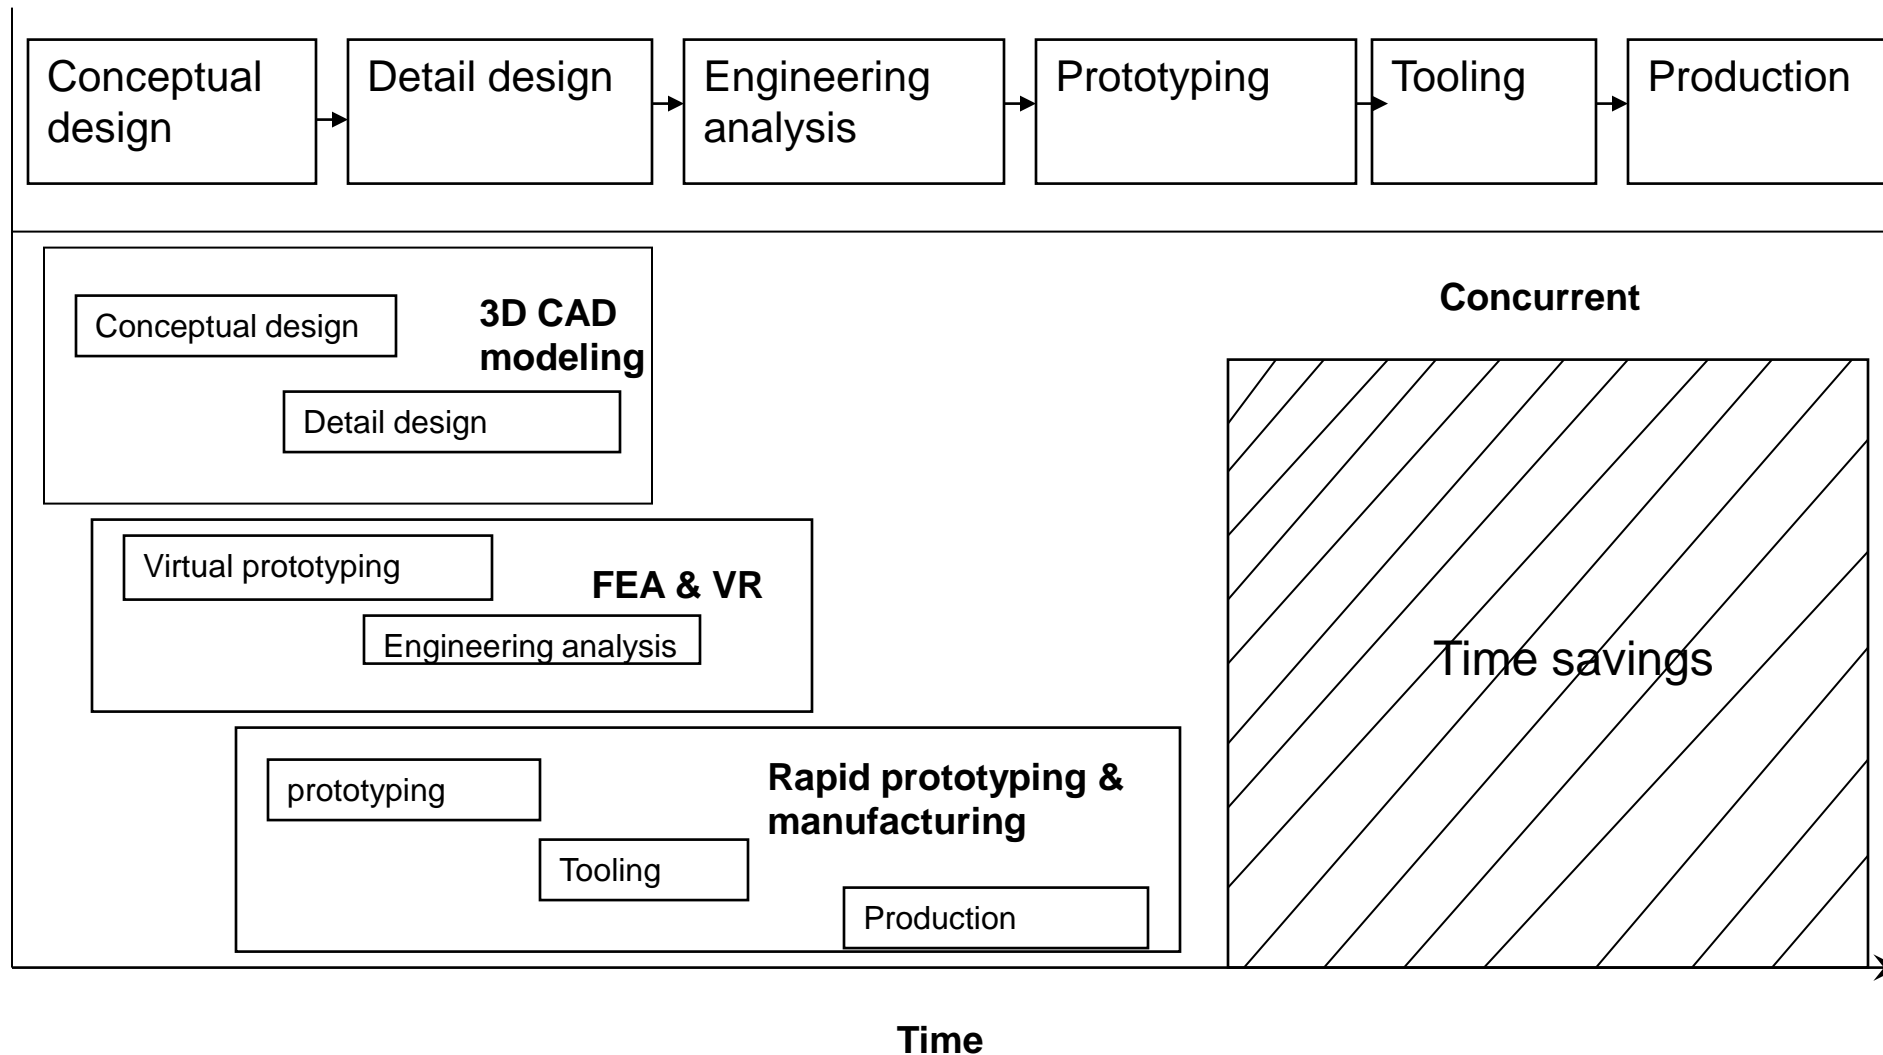 Conceptual
design
Detail design
Engineering
analysis
Prototyping
Tooling
Production
Concurrent
Conceptual design
3D CAD
modeling
Detail design
Virtual prototyping
FEA & VR
Engineering analysis
Time savings
prototyping
Rapid prototyping &
manufacturing
Tooling
Production
Time